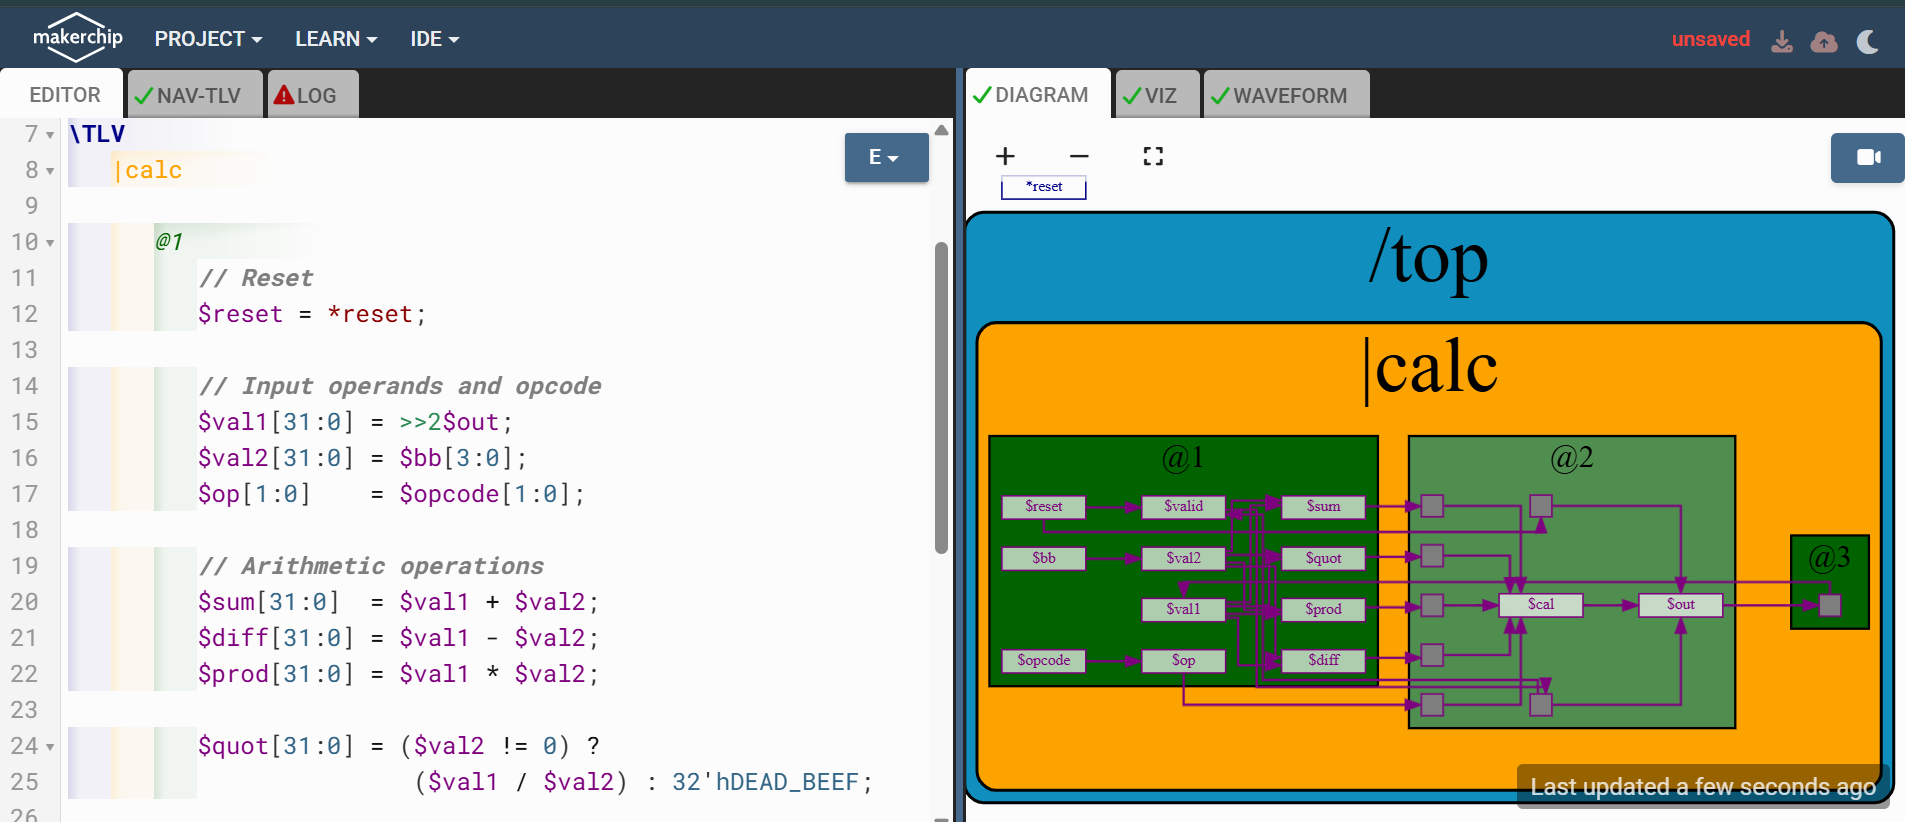 makerchip PROJECT LEARN IDE unsaved
EDITOR NAV-TLV LOG
7 \TLV
8 |calc
9
10 @1
11 // Reset
12 $reset = *reset;
13
14 // Input operands and opcode
15 $val1[31:0] = >>2$out;
16 $val2[31:0] = $bb[3:0];
17 $op[1:0] = $opcode[1:0];
18
19 // Arithmetic operations
20 $sum[31:0] = $val1 + $val2;
21 $diff[31:0] = $val1 - $val2;
22 $prod[31:0] = $val1 * $val2;
23
24 $quot[31:0] = ($val2 != 0) ?
25 ($val1 / $val2) : 32'hDEAD_BEEF;
26
E
DIAGRAM VIZ WAVEFORM
*reset
/top
|calc
@1 @2
$reset $valid $sum
$bb $val2 $quot
@3
$val1 $prod $cal $out
$opcode $op $diff
Last updated a few seconds ago